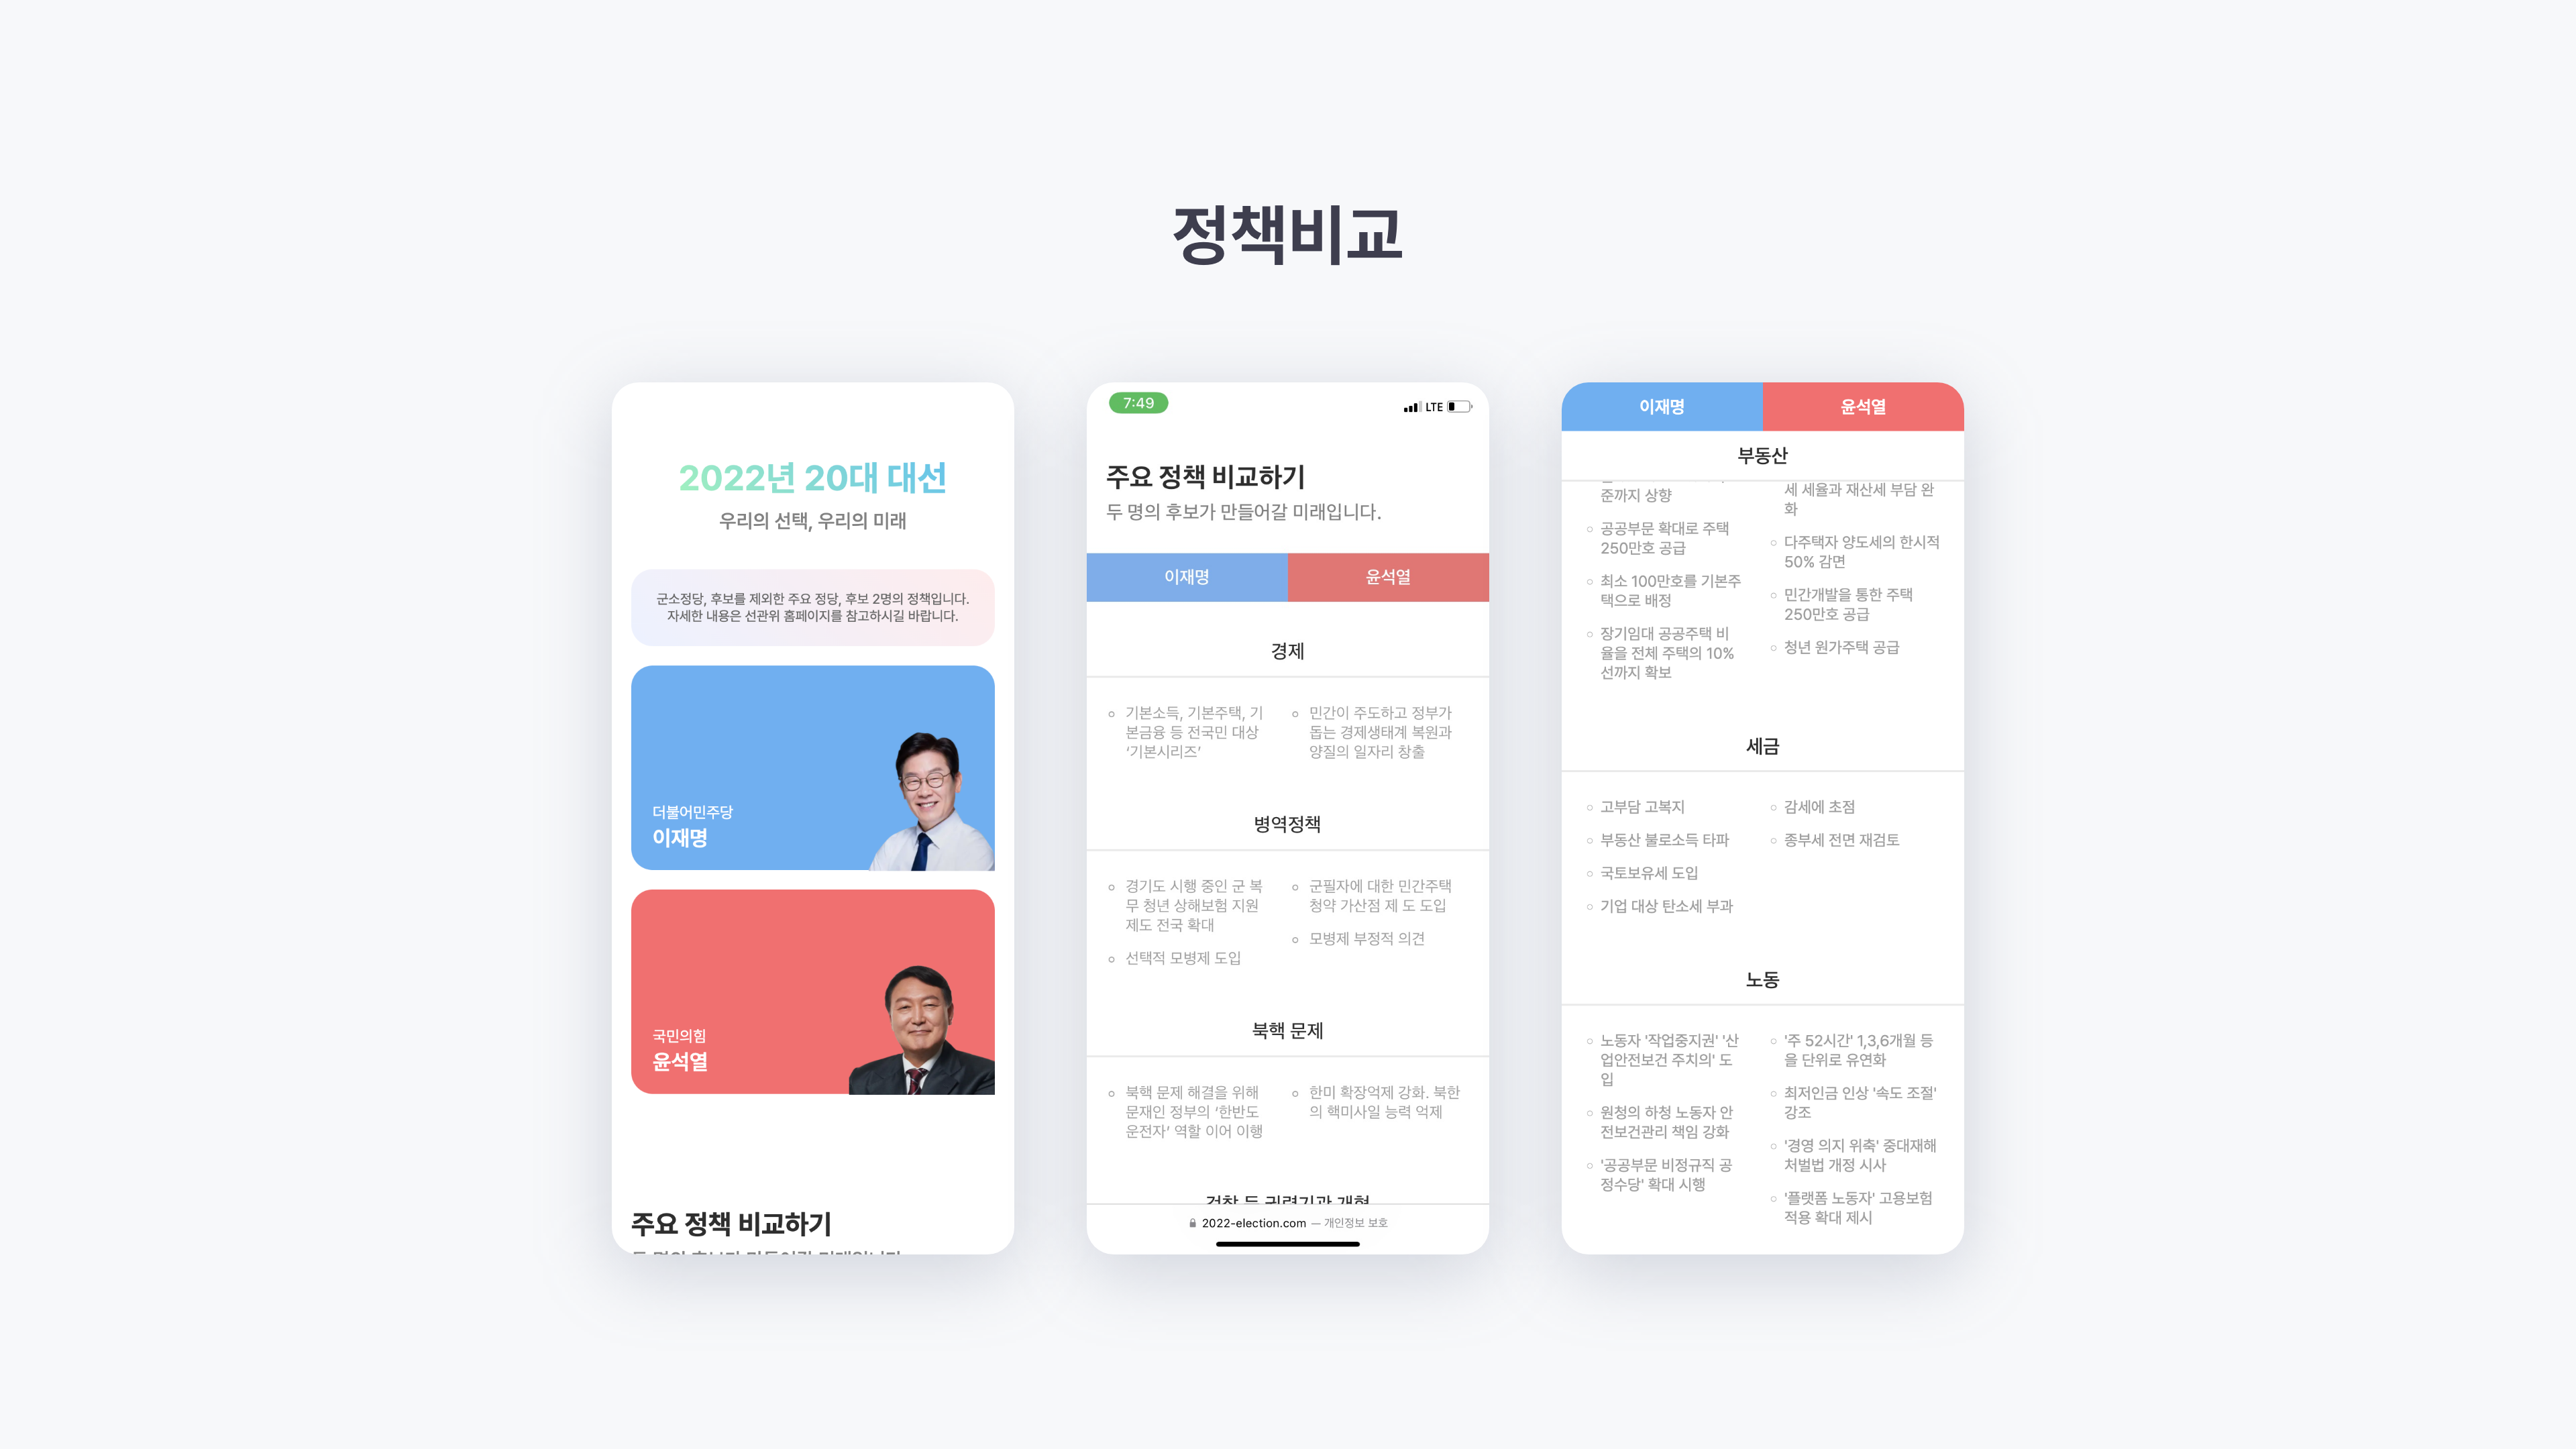 정책비교
2022년 20대 대선
우리의 선택, 우리의 미래
군소정당, 후보를 제외한 주요 정당, 후보 2명의 정책입니다.
자세한 내용은 선관위 홈페이지를 참고하시길 바랍니다.
더불어민주당
이재명
국민의힘
윤석열
주요 정책 비교하기
7:49
LTE
주요 정책 비교하기
두 명의 후보가 만들어갈 미래입니다.
이재명
윤석열
경제
기본소득, 기본주택, 기
본금융 등 전국민 대상
‘기본시리즈’
민간이 주도하고 정부가
돕는 경제생태계 복원과
양질의 일자리 창출
병역정책
경기도 시행 중인 군 복
무 청년 상해보험 지원
제도 전국 확대
선택적 모병제 도입
군필자에 대한 민간주택
청약 가산점 제 도 도입
모병제 부정적 의견
북핵 문제
북핵 문제 해결을 위해
문재인 정부의 ‘한반도
운전자’ 역할 이어 이행
한미 확장억제 강화. 북한
의 핵미사일 능력 억제
2022-election.com — 개인정보 보호
이재명
윤석열
부동산
준까지 상향
공공부문 확대로 주택
250만호 공급
최소 100만호를 기본주
택으로 배정
장기임대 공공주택 비
율을 전체 주택의 10%
선까지 확보
세 세율과 재산세 부담 완
화
다주택자 양도세의 한시적
50% 감면
민간개발을 통한 주택
250만호 공급
청년 원가주택 공급
세금
고부담 고복지
부동산 불로소득 타파
국토보유세 도입
기업 대상 탄소세 부과
감세에 초점
종부세 전면 재검토
노동
노동자 '작업중지권' '산
업안전보건 주치의' 도
입
원청의 하청 노동자 안
전보건관리 책임 강화
'공공부문 비정규직 공
정수당' 확대 시행
'주 52시간' 1,3,6개월 등
을 단위로 유연화
최저인금 인상 '속도 조절'
강조
'경영 의지 위축' 중대재해
처벌법 개정 시사
'플랫폼 노동자' 고용보험
적용 확대 제시